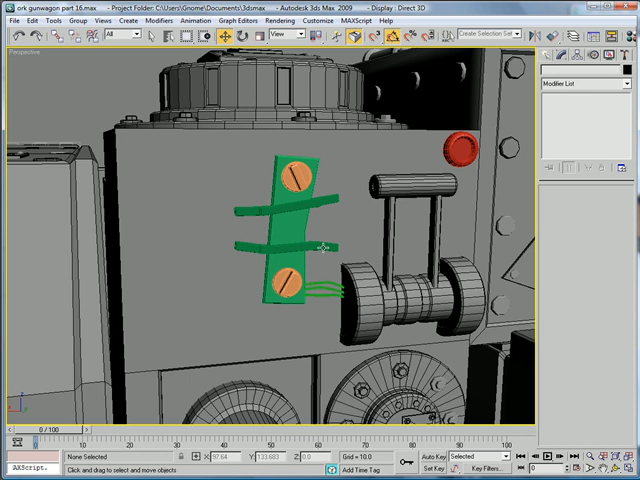 ork gunwagon part 16.max - Project Folder: C:\Users\Gnome\Documents\3dsmax - Autodesk 3ds Max 2009 - Display : Direct 3D
File Edit Tools Group Views Create Modifiers Animation Graph Editors Rendering Customize MAXScript Help
All View Create Selection Set
Perspective
Modifier List
0 / 100
0 10 20 30 40 50 60 70 80 90 100
None Selected X: 97.64 Y: 133.683 Z: 0.0 Grid = 10.0 Auto Key Selected
AXScript. Click and drag to select and move objects Add Time Tag Set Key Key Filters... 0